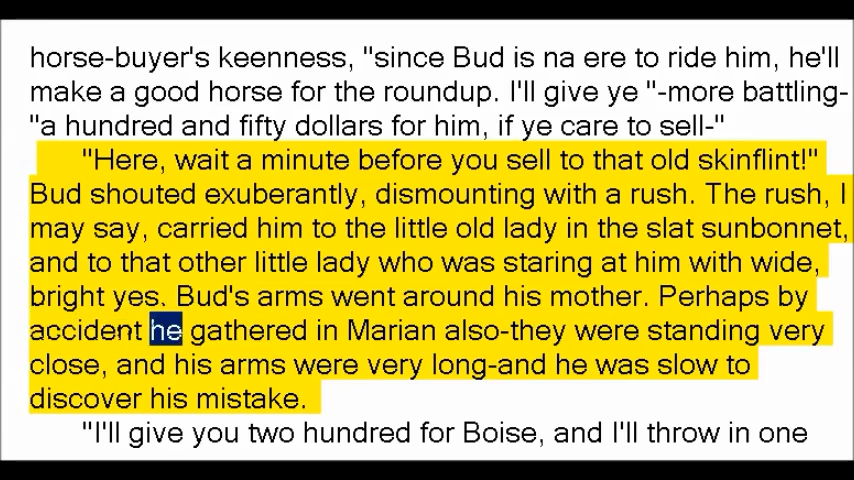 horse-buyer's keenness, "since Bud is na ere to ride him, he'll
make a good horse for the roundup. I'll give ye "-more battling-
"a hundred and fifty dollars for him, if ye care to sell-"
"Here, wait a minute before you sell to that old skinflint!"
Bud shouted exuberantly, dismounting with a rush. The rush, I
may say, carried him to the little old lady in the slat sunbonnet,
and to that other little lady who was staring at him with wide,
bright yes. Bud's arms went around his mother. Perhaps by
accident he gathered in Marian also-they were standing very
close, and his arms were very long-and he was slow to
discover his mistake.
"I'll give you two hundred for Boise, and I'll throw in one